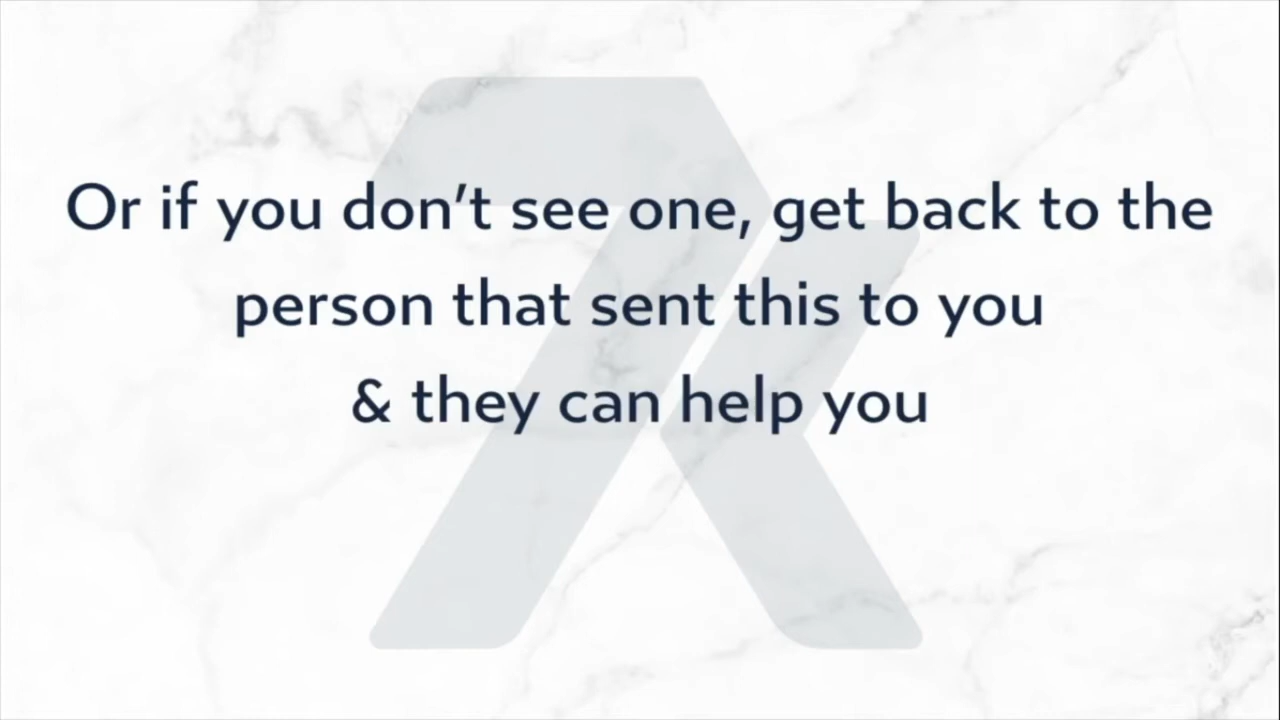 Or if you don’t see one, get back to the
person that sent this to you
& they can help you